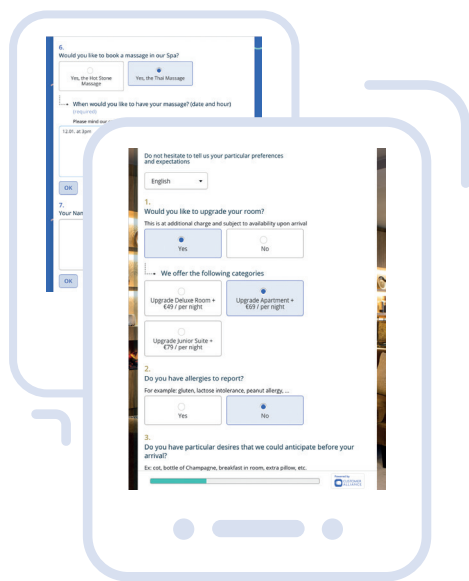 6.
Would you like to book a massage in our Spa?
Yes, the Hot Stone
Massage
Yes, the Thai Massage
When would you like to have your massage? (date and hour)
(required)
Please mind our
12.01. at 2pm
OK
7.
Your Nam
OK
Do not hesitate to tell us your particular preferences
and expectations
English
1.
Would you like to upgrade your room?
This is at additional charge and subject to availability upon arrival
Yes
No
We offer the following categories
Upgrade Deluxe Room +
€49 / per night
Upgrade Apartment +
€69 / per night
Upgrade Junior Suite +
€79 / per night
2.
Do you have allergies to report?
For example: gluten, lactose intolerance, peanut allergy, ...
Yes
No
3.
Do you have particular desires that we could anticipate before your
arrival?
Ex: cot, bottle of Champagne, breakfast in room, extra pillow, etc.
Powered by
CUSTOMER
ALLIANCE